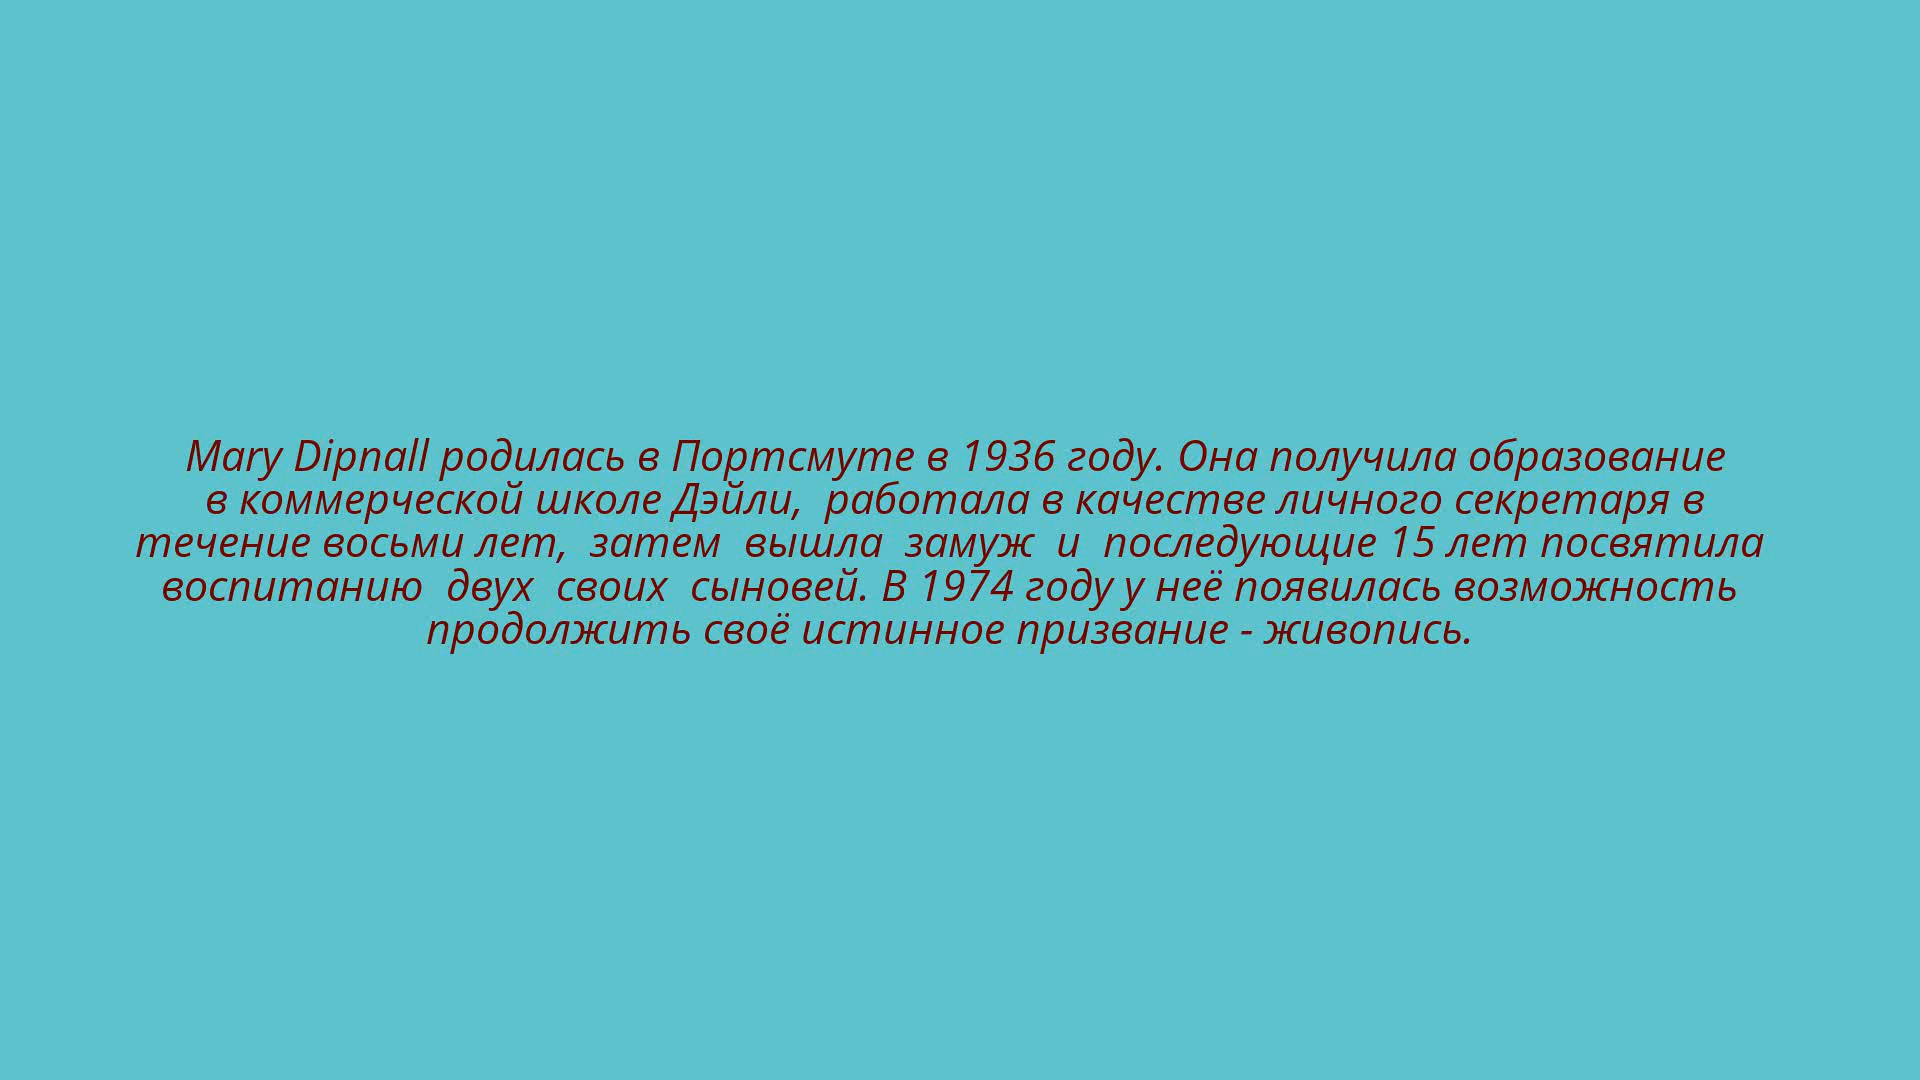 Mary Dipnall родилась в Портсмуте в 1936 году. Она получила образование
в коммерческой школе Дэйли,  работала в качестве личного секретаря в
течение восьми лет,  затем  вышла  замуж  и  последующие 15 лет посвятила
воспитанию  двух  своих  сыновей. В 1974 году у неё появилась возможность
продолжить своё истинное призвание - живопись.